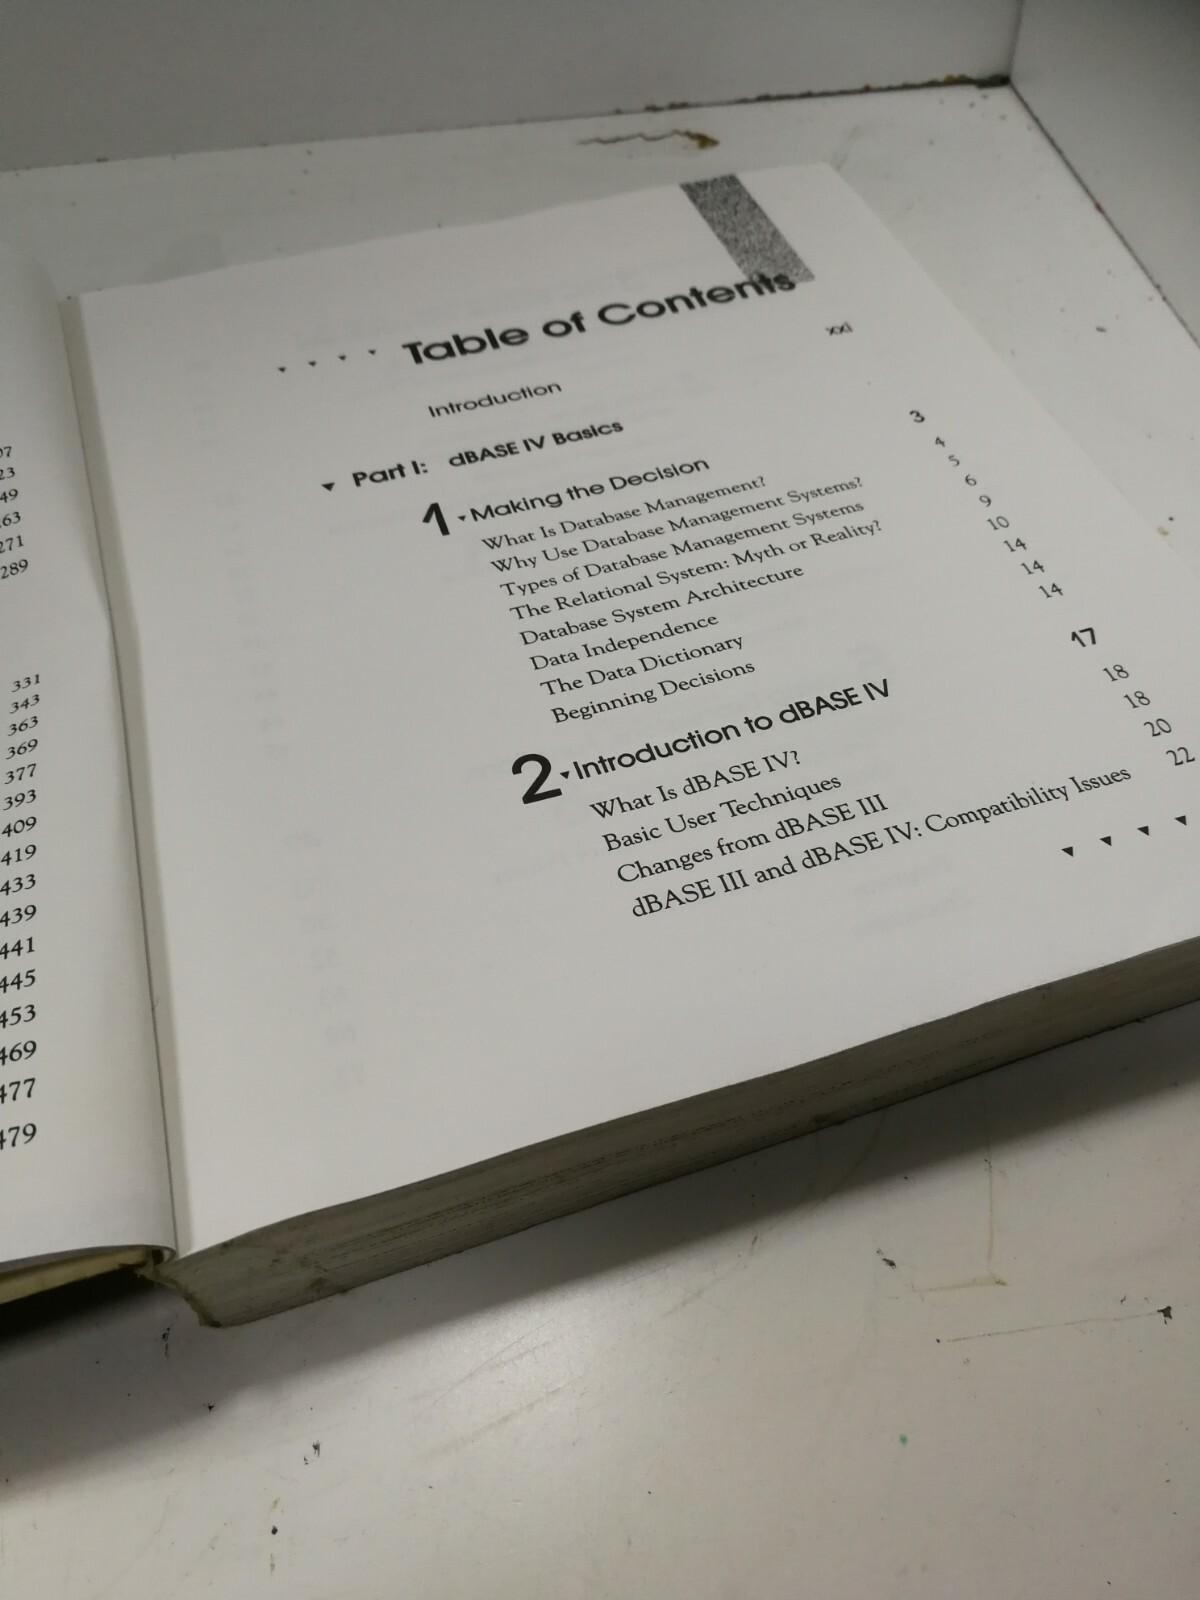 331
343
363
369
377
393
409
419
433
439
441
445
453
469
477
479
Table of Contents
Introduction xxi
Part I: dBASE IV Basics
1 Making the Decision 3
What Is Database Management? 4
Why Use Database Management Systems? 5
Types of Database Management Systems 6
The Relational System: Myth or Reality? 9
Database System Architecture 10
Data Independence 14
The Data Dictionary 14
Beginning Decisions 14
2 Introduction to dBASE IV 17
What Is dBASE IV? 18
Basic User Techniques 18
Changes from dBASE III 20
dBASE III and dBASE IV: Compatibility Issues 22